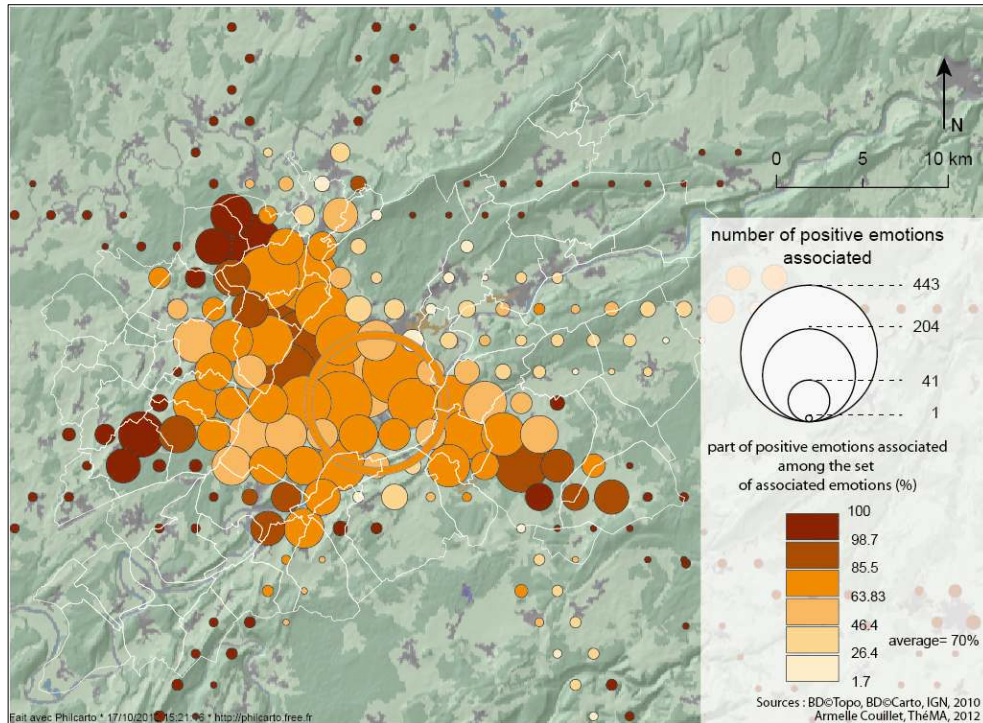 N
0 5 10 km
number of positive emotions
associated
443
204
41
1
part of positive emotions associated
among the set
of associated emotions (%)
100
98.7
85.5
63.83
46.4
average= 70%
26.4
1.7
Sources : BD©Topo, BD©Carto, IGN, 2010
Armelle Couillet, ThéMA, 2012
Fait avec Philcarto * 17/10/2012 15:21:16 * http://philcarto.free.fr